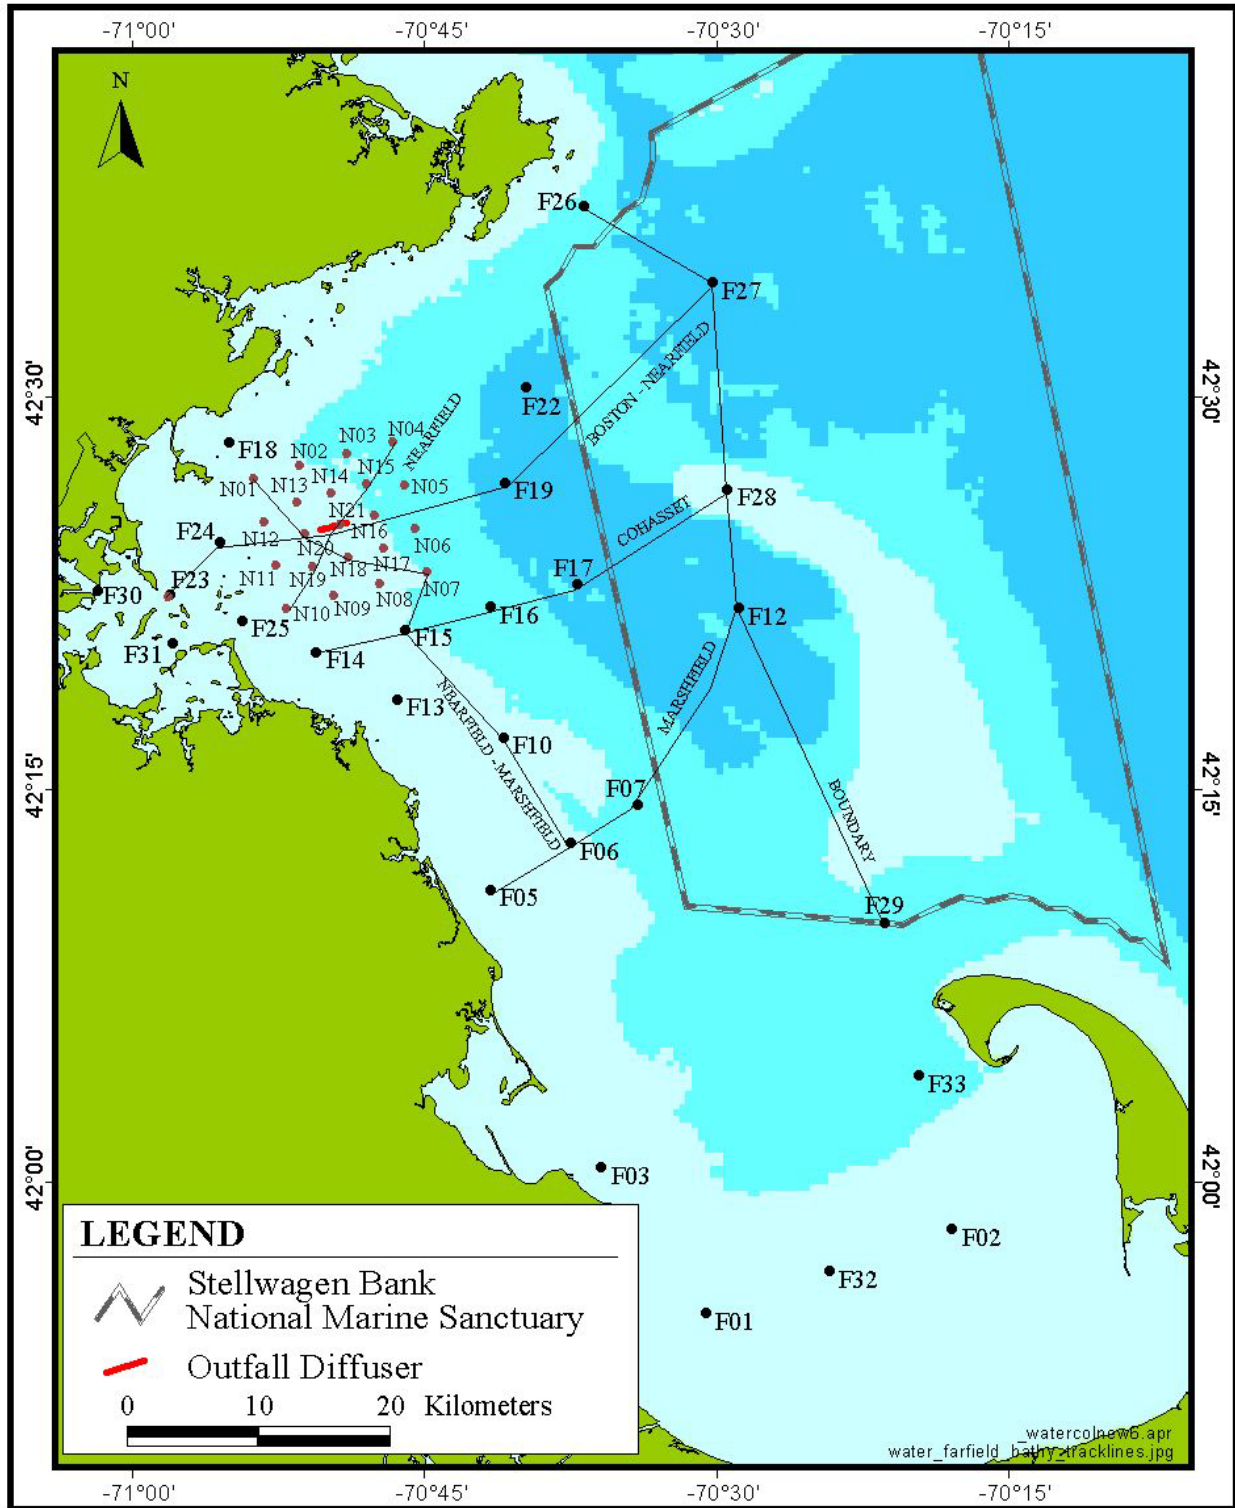 -71°00'
-70°45'
-70°30'
-70°15'
N
F26
F27
42°30'
42°30'
BOSTON - NEARFIELD
F22
NEARFIELD
N04
N03
F18
N02
N15
N14
N05
N01
F19
F28
N13
COHASSET
N21
F24
N12
N16
N06
N20
N17
F17
N11
N19
N18
F23
N07
F30
N08
F16
F12
N10
N09
F25
F15
F31
F14
MARSHFIELD
NEARFIELD - MARSHFIELD
F13
F10
42°15'
42°15'
F07
BOUNDARY
F06
F05
F29
F33
F03
42°00'
42°00'
F02
F32
F01
LEGEND
Stellwagen Bank
National Marine Sanctuary
Outfall Diffuser
0 10 20 Kilometers
_watercolnew6.apr
water_farfield_bathy_tracklines.jpg
-71°00'
-70°45'
-70°30'
-70°15'